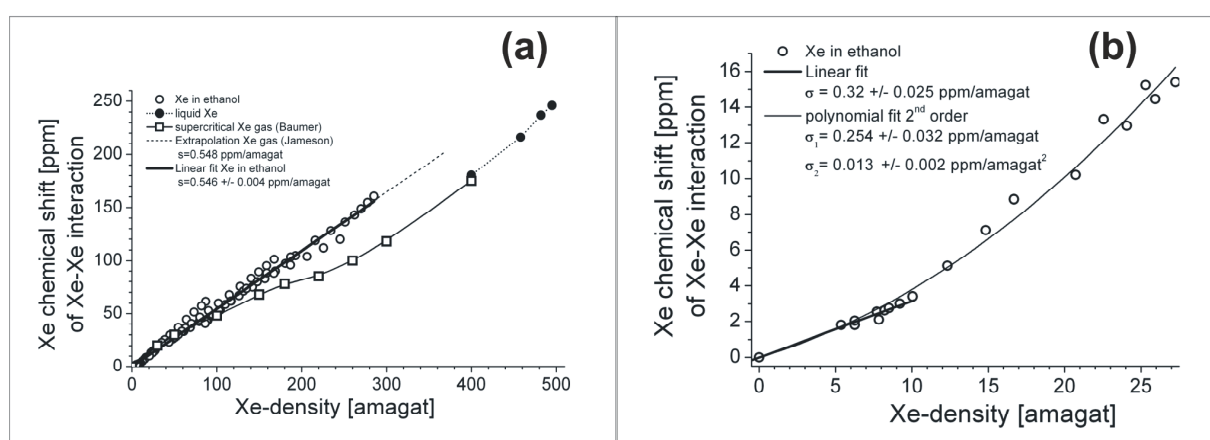 (a)
Xe chemical shift [ppm]
of Xe-Xe interaction
250
200
150
100
50
0
Xe in ethanol
liquid Xe
supercritical Xe gas (Baumer)
Extrapolation Xe gas (Jameson)
s=0.548 ppm/amagat
Linear fit Xe in ethanol
s=0.546 +/- 0.004 ppm/amagat
0 100 200 300 400 500
Xe-density [amagat]
(b)
Xe chemical shift [ppm]
of Xe-Xe interaction
16
14
12
10
8
6
4
2
0
Xe in ethanol
Linear fit
σ = 0.32 +/- 0.025 ppm/amagat
polynomial fit 2nd order
σ1=0.254 +/- 0.032 ppm/amagat
σ2=0.013 +/- 0.002 ppm/amagat2
0 5 10 15 20 25
Xe-density [amagat]